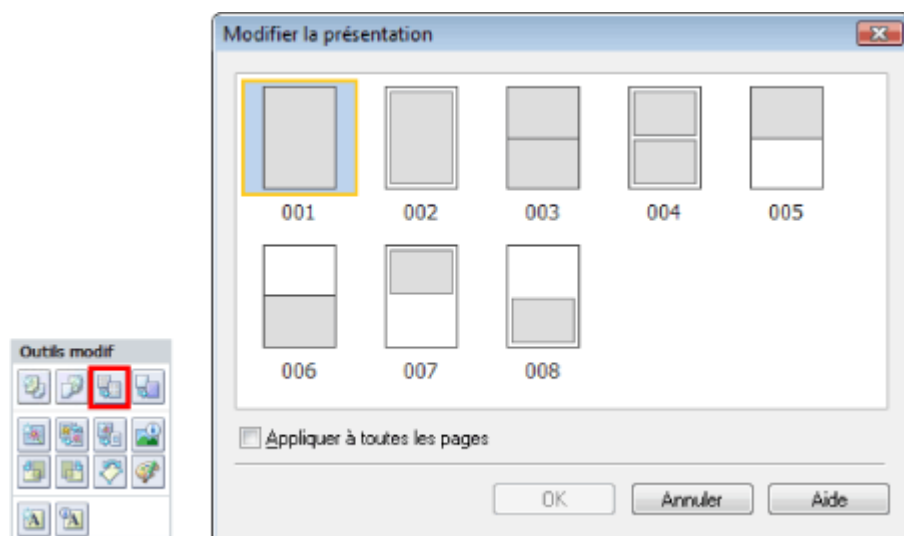 Modifier la présentation
001 002 003 004 005
006 007 008
Outils modif
Appliquer à toutes les pages
OK Annuler Aide
A A